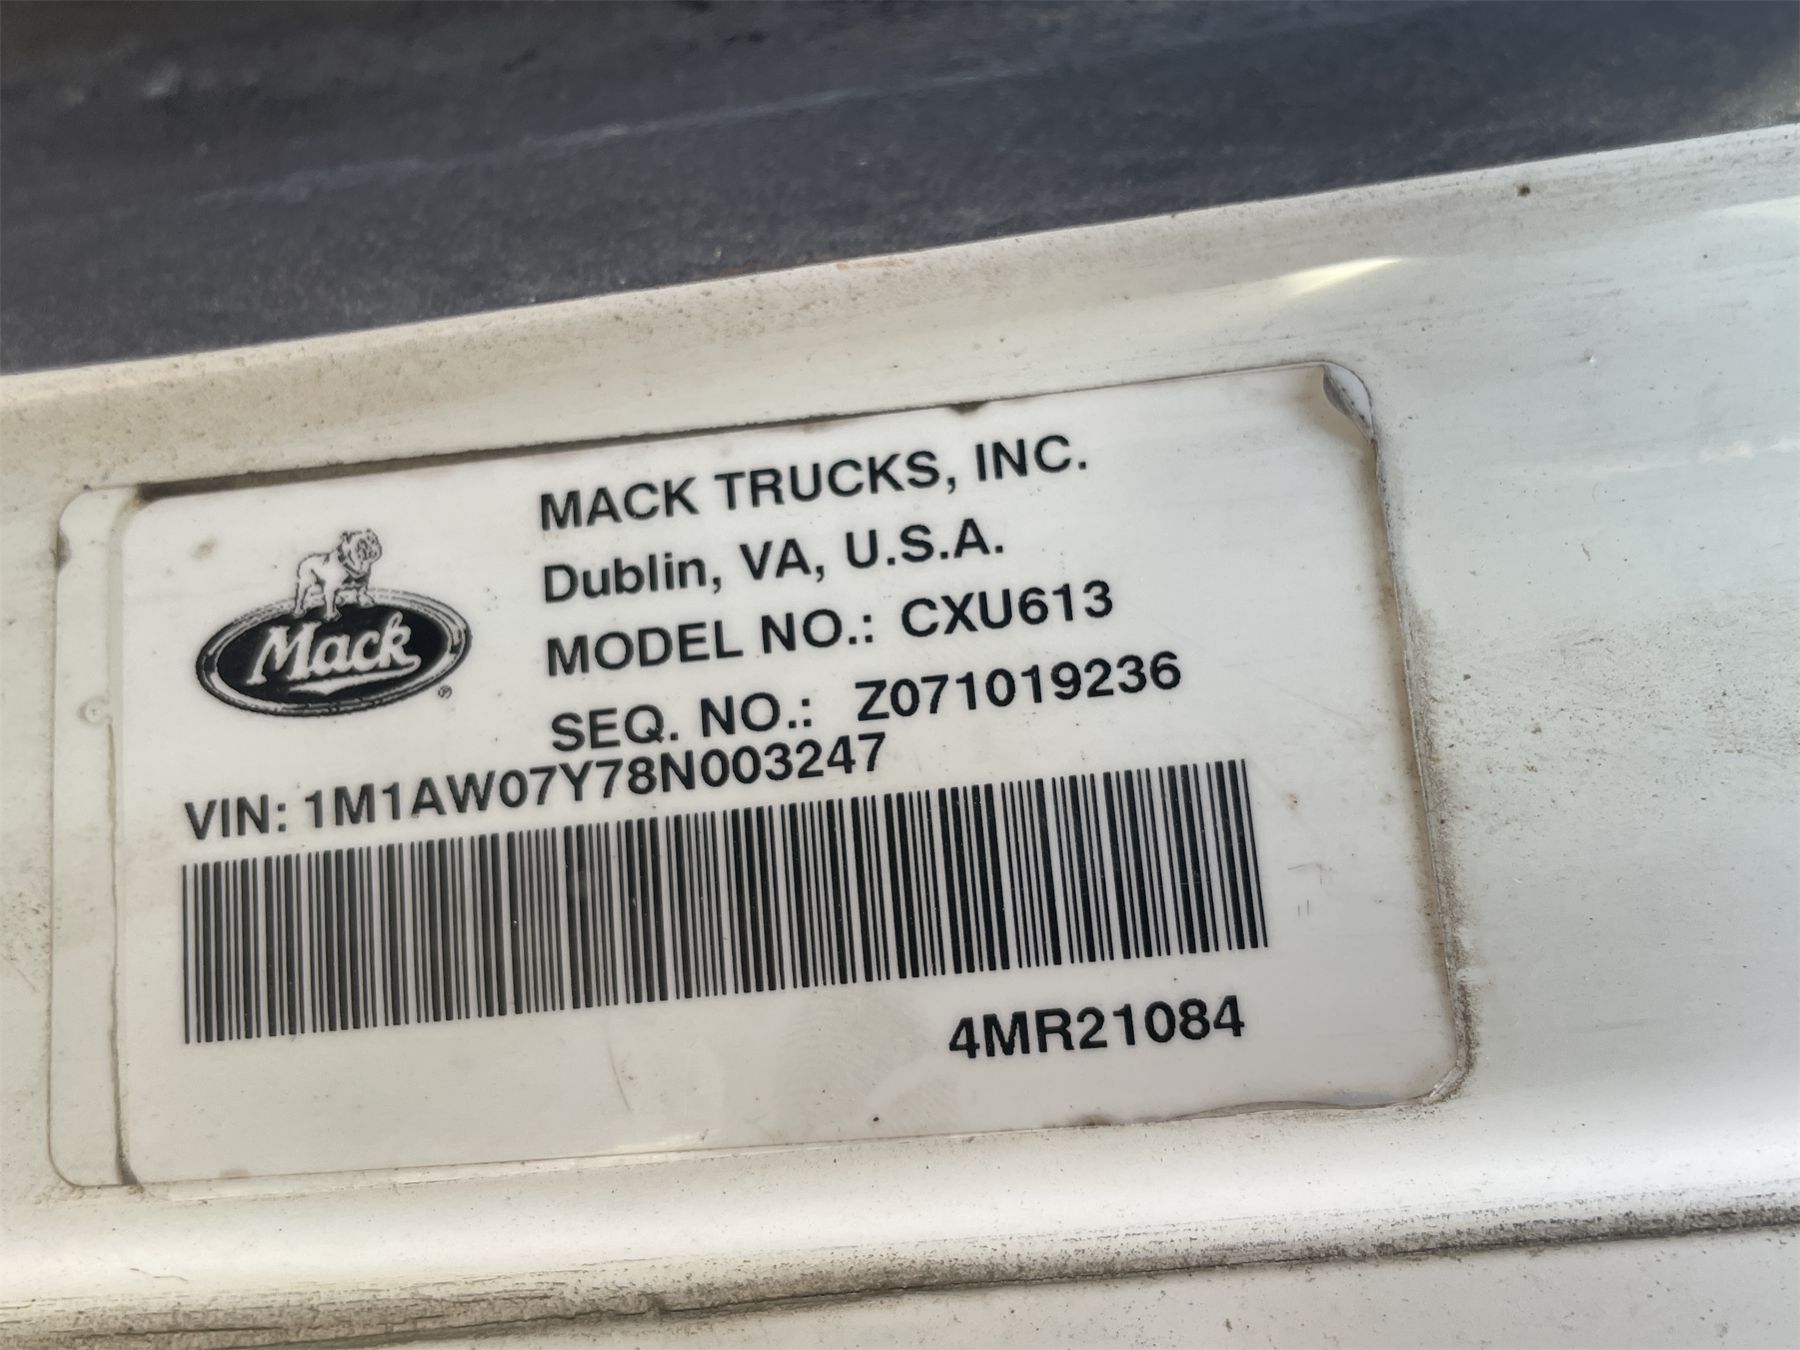 MACK TRUCKS, INC.
Dublin, VA, U.S.A.
Mack ®
MODEL NO.: CXU613
SEQ. NO.: Z071019236
VIN: 1M1AW07Y78N003247
4MR21084